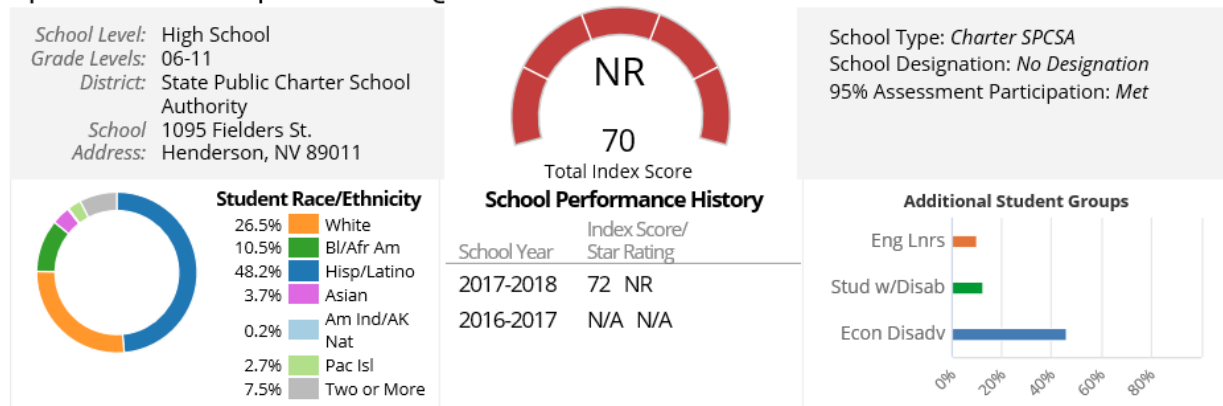 School Level: High School
Grade Levels: 06-11
District: State Public Charter School
Authority
School 1095 Fielders St.
Address: Henderson, NV 89011
NR
70
Total Index Score
School Type: Charter SPCSA
School Designation: No Designation
95% Assessment Participation: Met
Student Race/Ethnicity
26.5% White
10.5% Bl/Afr Am
48.2% Hisp/Latino
3.7% Asian
0.2% Am Ind/AK
Nat
2.7% Pac Isl
7.5% Two or More
School Performance History
Index Score/
School Year Star Rating
2017-2018 72 NR
2016-2017 N/A N/A
Additional Student Groups
Eng Lnrs
Stud w/Disab
Econ Disadv
0% 20% 40% 60% 80%